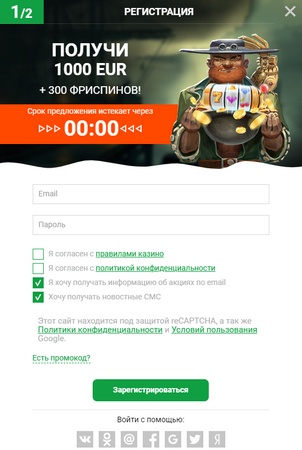 1/2 РЕГИСТРАЦИЯ
ПОЛУЧИ
1000 EUR
+ 300 ФРИСПИНОВ!
Срок предложения истекает через
▷▷▷ 00:00 ◁◁◁
Email
Пароль
Я согласен с правилами казино
Я согласен с политикой конфиденциальности
Я хочу получать информацию об акциях по email
Хочу получать новостные СМС
Этот сайт находится под защитой reCAPTCHA, а так же
Политики конфиденциальности и Условий пользования
Google.
Есть промокод?
Зарегистрироваться
Войти с помощью: